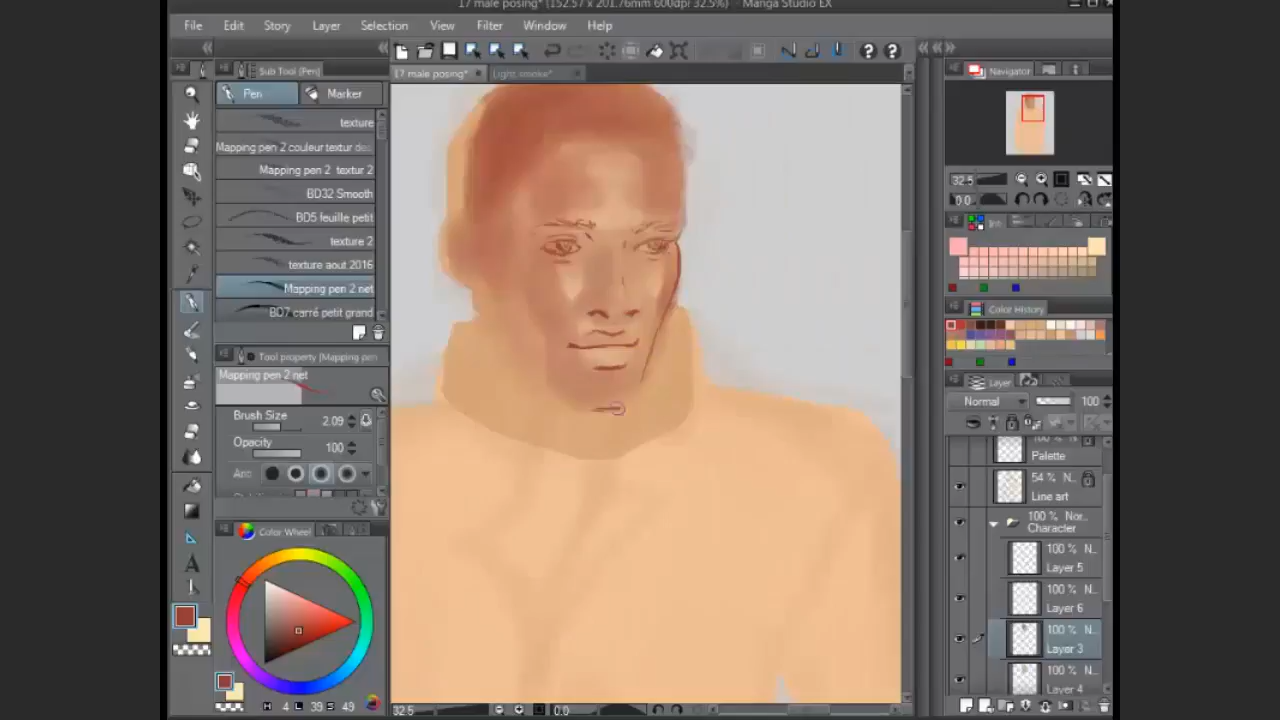 17 male posing* (152.57 x 201.76mm 600dpi 32.5%) - Manga Studio EX
File Edit Story Layer Selection View Filter Window Help
Sub Tool [Pen]
[7 male posing*
Light smoke*
Navigator
Pen
Marker
texture
Mapping pen 2 couleur textur
Mapping pen 2 textur 2
BD32 Smooth
BD5 feuille petit
texture 2
texture aout 2016
Mapping pen 2 net
BD7 carré petit grand
32.5
0.0
Color History
Tool property [Mapping pen
Mapping pen 2 net
Brush Size 2.09
Opacity 100
Layer
Normal 100
Palette
54 % N..
Line art
100 % Nor..
Character
100 % N..
Layer 5
100 % N..
Layer 6
100 % N..
Layer 3
100 % N..
Layer 4
Color Wheel
H 4 L 39 S 49
32.5
0.0